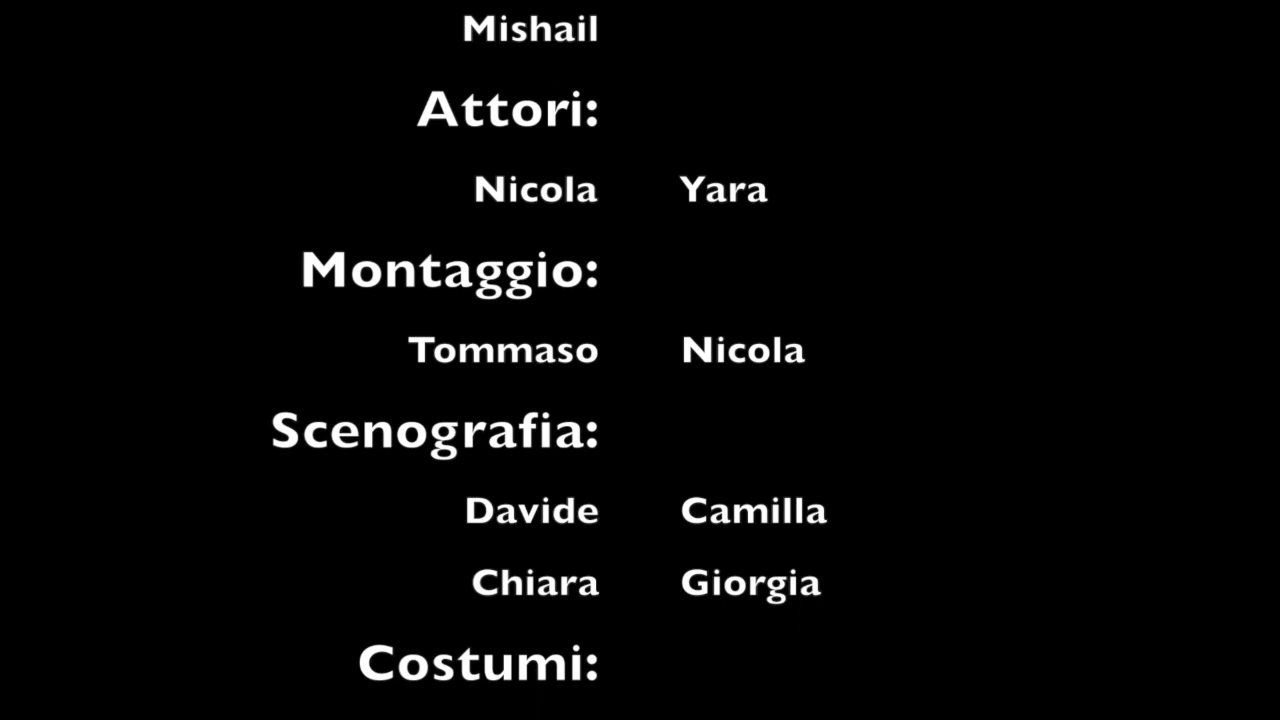 Mishail
Attori:
Nicola Yara
Montaggio:
Tommaso Nicola
Scenografia:
Davide Camilla
Chiara Giorgia
Costumi: